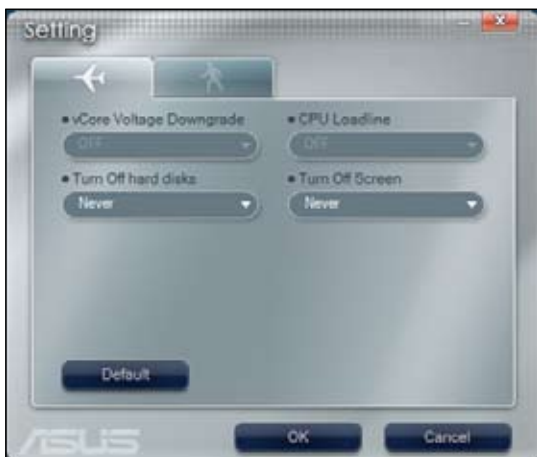 Setting
• vCore Voltage Downgrade
• CPU Loadline
OFF
OFF
• Turn Off hard disks
• Turn Off Screen
Never
Never
Default
OK
Cancel
ASUS